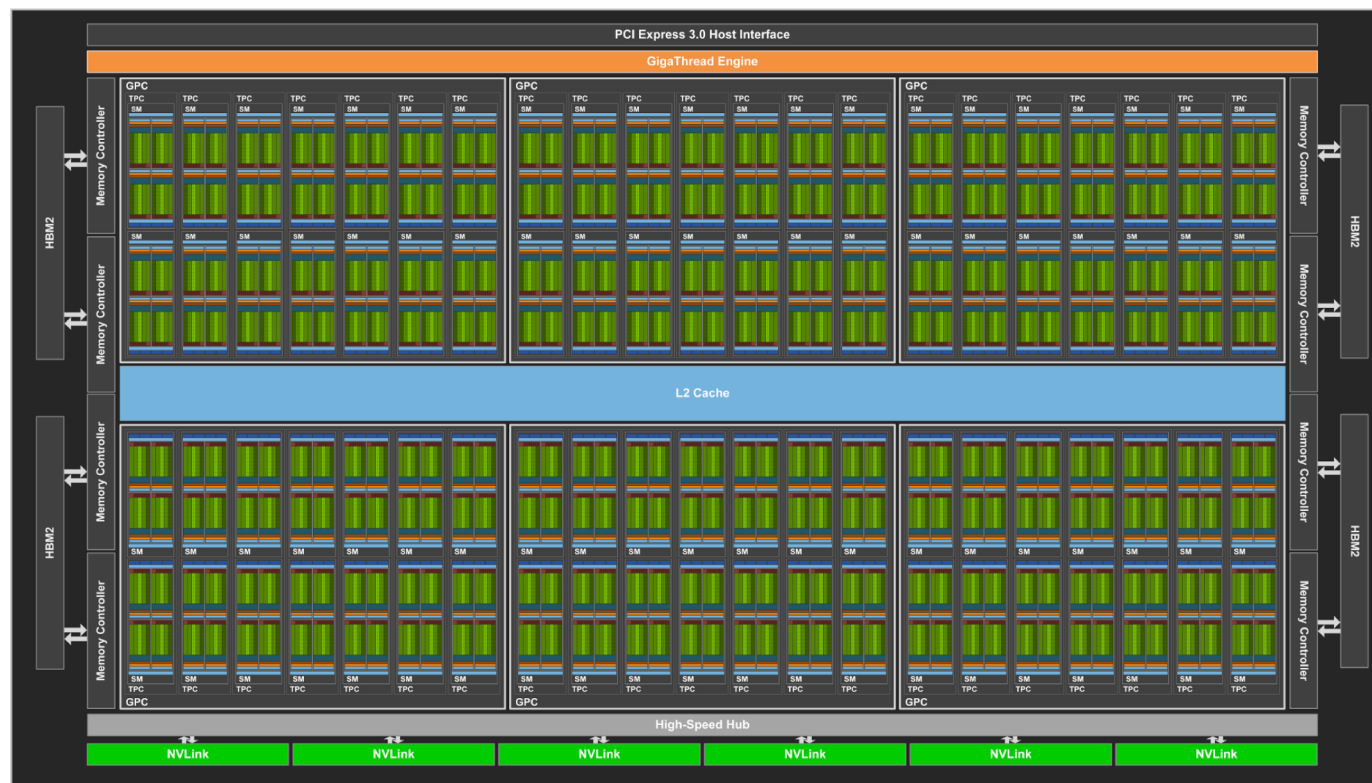 PCI Express 3.0 Host Interface
GigaThread Engine
GPC GPC GPC
TPC TPC TPC TPC TPC TPC TPC TPC TPC TPC TPC TPC TPC TPC TPC TPC TPC TPC TPC TPC TPC
SM SM SM SM SM SM SM SM SM SM SM SM SM SM SM SM SM SM SM SM SM
Memory Controller Memory Controller
HBM2 HBM2
SM SM SM SM SM SM SM SM SM SM SM SM SM SM SM SM SM SM SM SM SM
Memory Controller Memory Controller
L2 Cache
Memory Controller Memory Controller
HBM2 HBM2
SM SM SM SM SM SM SM SM SM SM SM SM SM SM SM SM SM SM SM SM SM
Memory Controller Memory Controller
SM SM SM SM SM SM SM SM SM SM SM SM SM SM SM SM SM SM SM SM SM
TPC TPC TPC TPC TPC TPC TPC TPC TPC TPC TPC TPC TPC TPC TPC TPC TPC TPC TPC TPC TPC
GPC GPC GPC
High-Speed Hub
NVLink NVLink NVLink NVLink NVLink NVLink